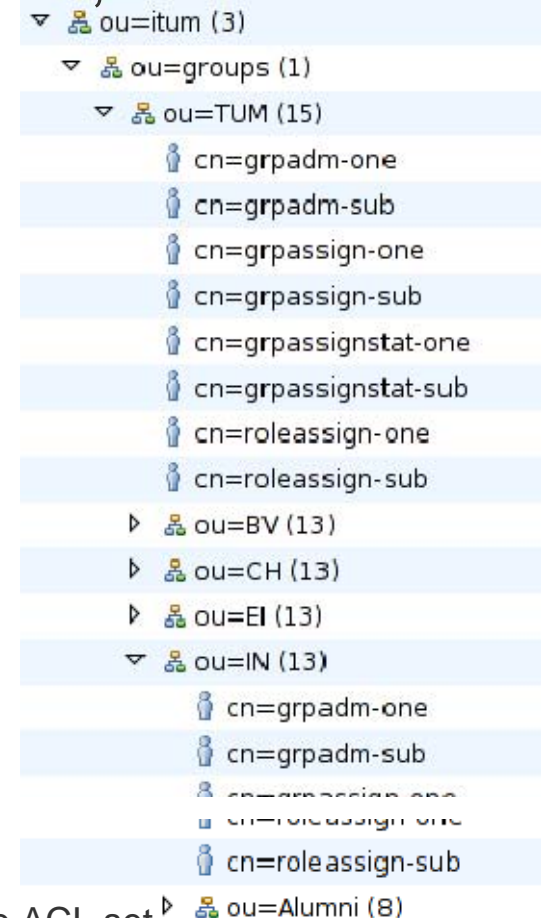 ou=itum (3)
ou=groups (1)
ou=TUM (15)
cn=grpadm-one
cn=grpadm-sub
cn=grpassign-one
cn=grpassign-sub
cn=grpassignstat-one
cn=grpassignstat-sub
cn=roleassign-one
cn=roleassign-sub
ou=BV (13)
ou=CH (13)
ou=EI (13)
ou=IN (13)
cn=grpadm-one
cn=grpadm-sub
cn=roleassign-sub
ACL set
ou=Alumni (8)